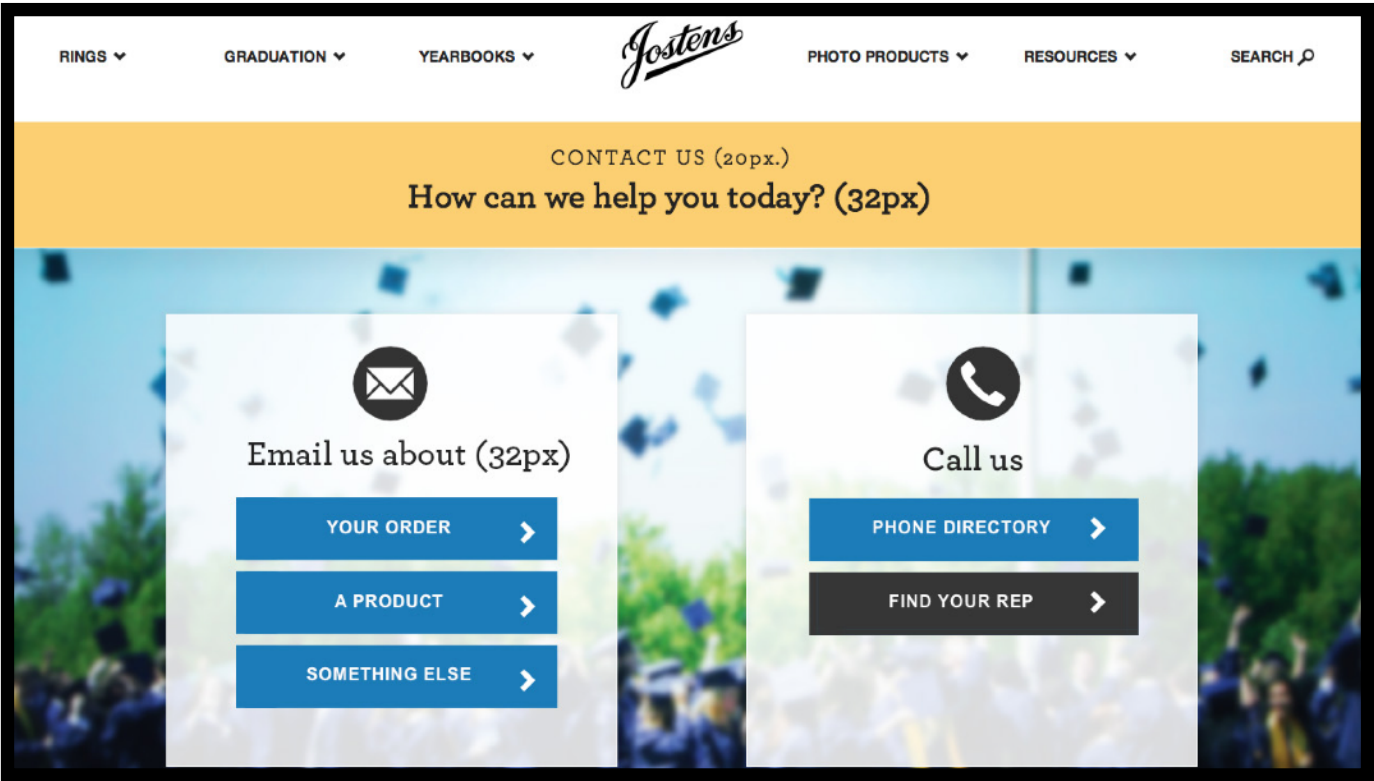 RINGS GRADUATION YEARBOOKS Jostens PHOTO PRODUCTS RESOURCES SEARCH
CONTACT US (20px.)
How can we help you today? (32px)
Email us about (32px)
YOUR ORDER
A PRODUCT
SOMETHING ELSE
Call us
PHONE DIRECTORY
FIND YOUR REP